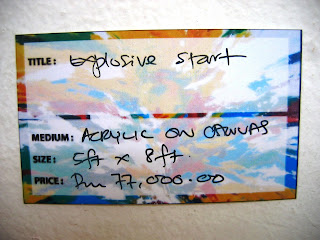 TITLE: Explosive Start
MEDIUM: ACRYLIC ON CANVAS
SIZE: 5ft x 8ft.
PRICE: Rm 77,000.00